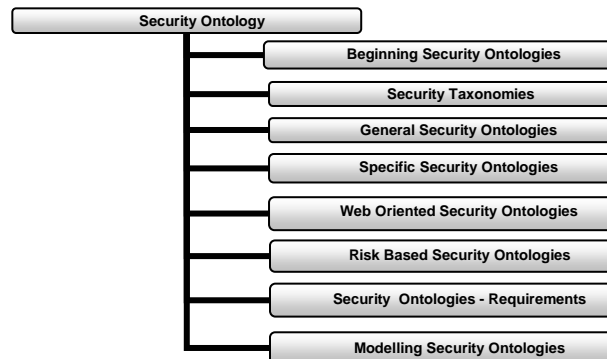 Security Ontology
Beginning Security Ontologies
Security Taxonomies
General Security Ontologies
Specific Security Ontologies
Web Oriented Security Ontologies
Risk Based Security Ontologies
Security Ontologies - Requirements
Modelling Security Ontologies